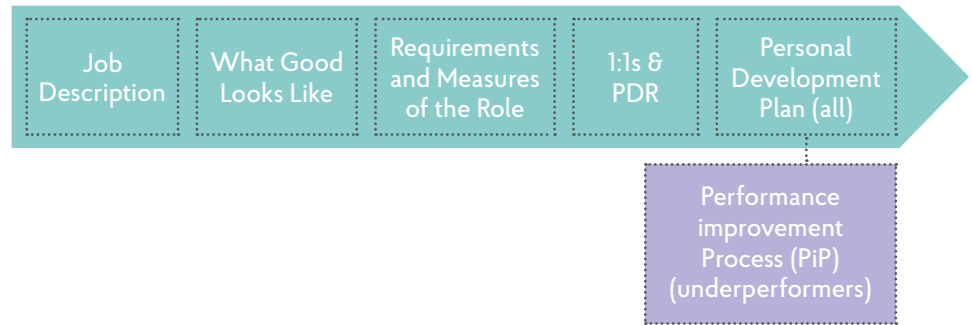 Job
Description
What Good
Looks Like
Requirements
and Measures
of the Role
1:1s &
PDR
Personal
Development
Plan (all)
Performance
improvement
Process (PiP)
(underperformers)